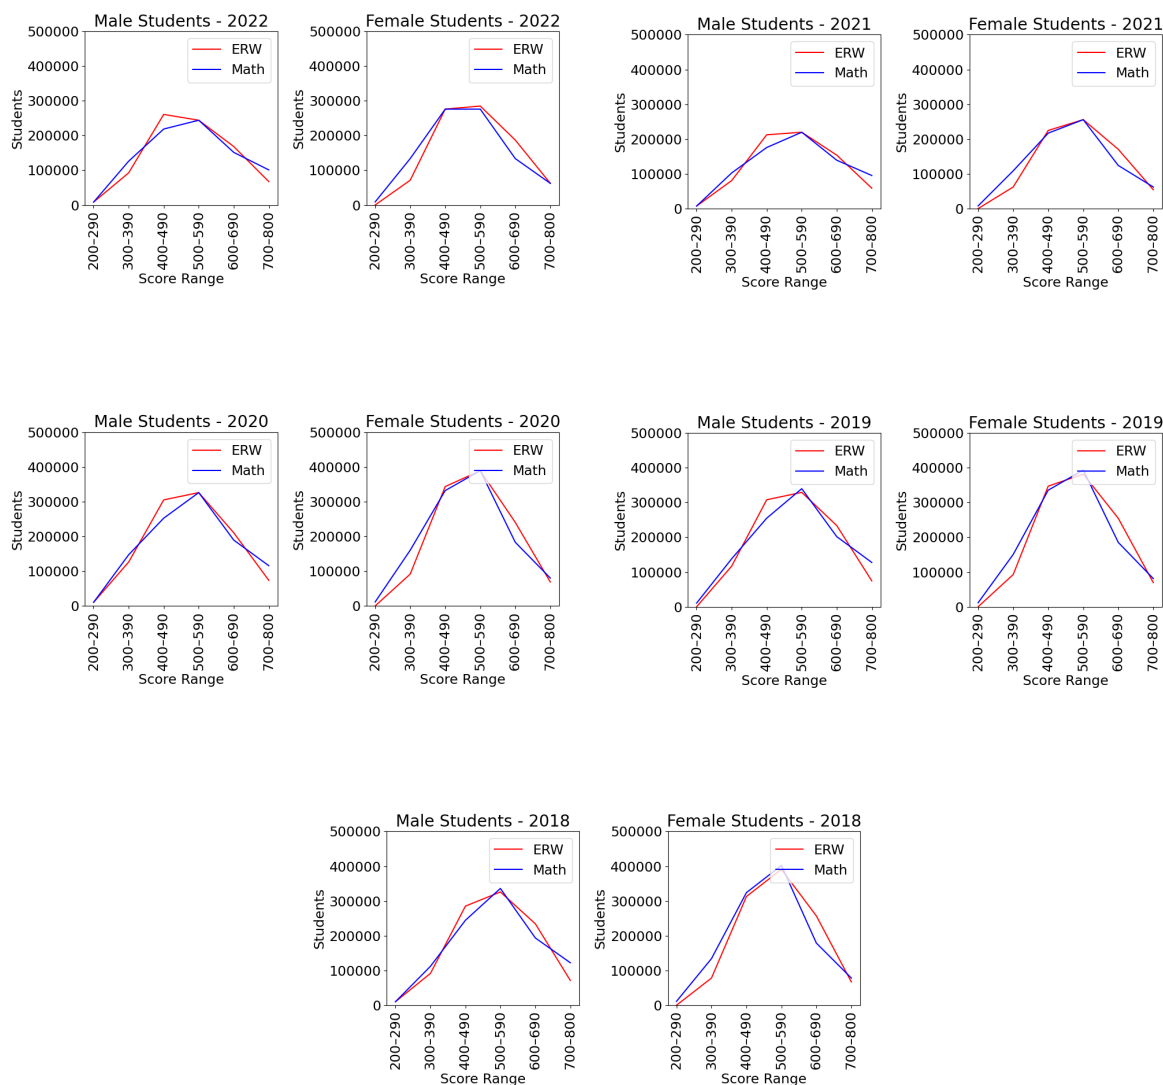 Male Students - 2022
500000
400000
300000
200000
100000
0
Students
ERW
Math
200−290
300−390
400−490
500−590
600−690
700−800
Score Range
Female Students - 2022
500000
400000
300000
200000
100000
0
Students
ERW
Math
200−290
300−390
400−490
500−590
600−690
700−800
Score Range
Male Students - 2021
500000
400000
300000
200000
100000
0
Students
ERW
Math
200−290
300−390
400−490
500−590
600−690
700−800
Score Range
Female Students - 2021
500000
400000
300000
200000
100000
0
Students
ERW
Math
200−290
300−390
400−490
500−590
600−690
700−800
Score Range
Male Students - 2020
500000
400000
300000
200000
100000
0
Students
ERW
Math
200−290
300−390
400−490
500−590
600−690
700−800
Score Range
Female Students - 2020
500000
400000
300000
200000
100000
0
Students
ERW
Math
200−290
300−390
400−490
500−590
600−690
700−800
Score Range
Male Students - 2019
500000
400000
300000
200000
100000
0
Students
ERW
Math
200−290
300−390
400−490
500−590
600−690
700−800
Score Range
Female Students - 2019
500000
400000
300000
200000
100000
0
Students
ERW
Math
200−290
300−390
400−490
500−590
600−690
700−800
Score Range
Male Students - 2018
500000
400000
300000
200000
100000
0
Students
ERW
Math
200−290
300−390
400−490
500−590
600−690
700−800
Score Range
Female Students - 2018
500000
400000
300000
200000
100000
0
Students
ERW
Math
200−290
300−390
400−490
500−590
600−690
700−800
Score Range